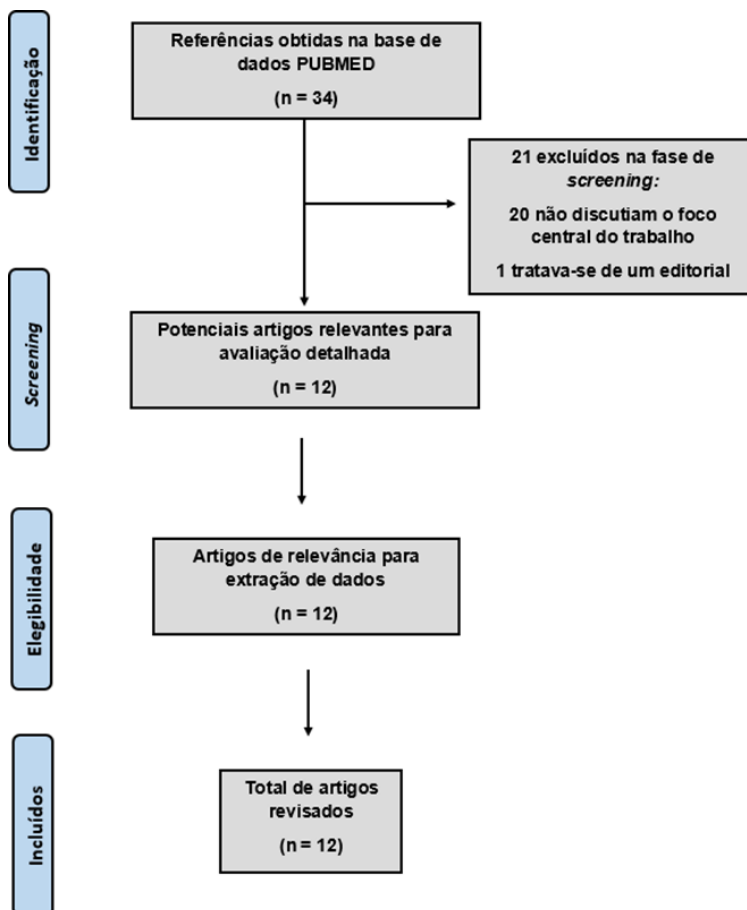 Identificação
Referências obtidas na base de
dados PUBMED
(n = 34)
21 excluídos na fase de
screening:
20 não discutiam o foco
central do trabalho
1 tratava-se de um editorial
Screening
Potenciais artigos relevantes para
avaliação detalhada
(n = 12)
Elegibilidade
Artigos de relevância para
extração de dados
(n = 12)
Incluídos
Total de artigos
revisados
(n = 12)